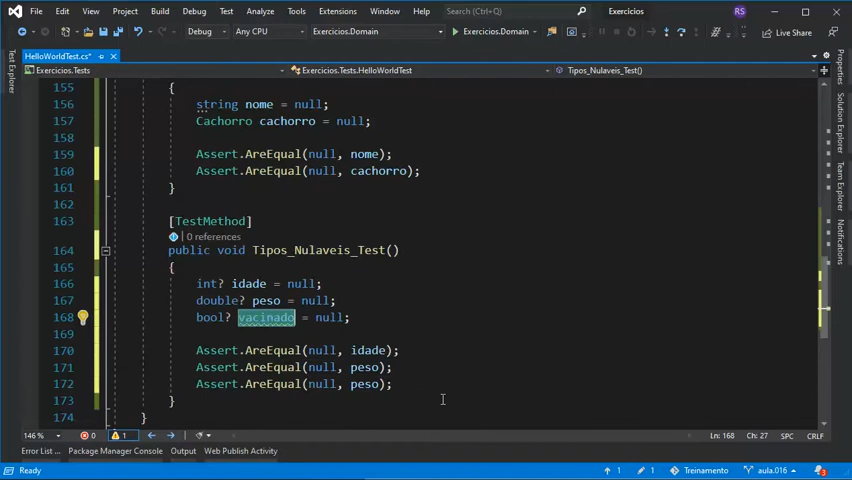 File Edit View Git Project Build Debug Test Analyze Tools Extensions Window Help Search (Ctrl+Q) Exercicios RS
Debug Any CPU Exercicios.Domain Exercicios.Domain Live Share
HelloWorldTest.cs*
Exercicios.Tests Exercicios.Tests.HelloWorldTest Tipos_Nulaveis_Test()
155 {
156 string nome = null;
157 Cachorro cachorro = null;
158
159 Assert.AreEqual(null, nome);
160 Assert.AreEqual(null, cachorro);
161 }
162
163 [TestMethod]
0 references
164 public void Tipos_Nulaveis_Test()
165 {
166 int? idade = null;
167 double? peso = null;
168 bool? vacinado = null;
169
170 Assert.AreEqual(null, idade);
171 Assert.AreEqual(null, peso);
172 Assert.AreEqual(null, peso);
173 }
174 }
146 % 0 1 Ln: 168 Ch: 27 SPC CRLF
Error List ... Package Manager Console Output Web Publish Activity
Ready 1 1 Treinamento aula.016 3
Test Explorer
Properties
Solution Explorer
Team Explorer
Notifications